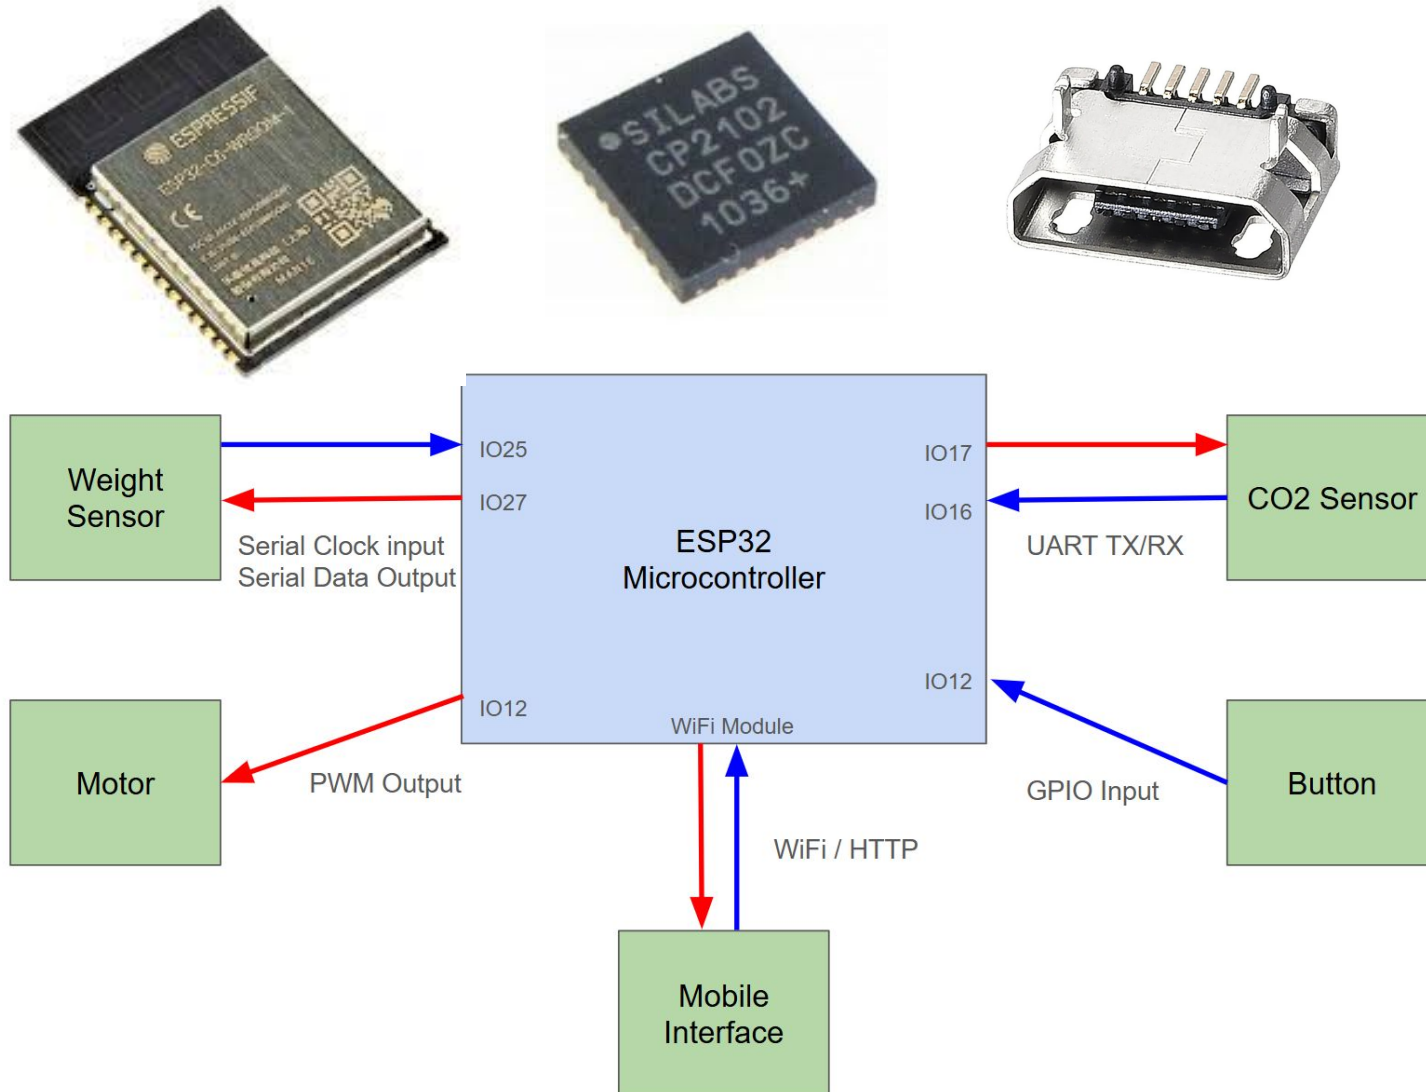 ESPRESSIF
ESP32-C6-WROOM-1
CE
SILABS
CP2102
DCF0ZC
1036+
Weight
Sensor
IO25
IO27
Serial Clock input
Serial Data Output
ESP32
Microcontroller
IO17
IO16
CO2 Sensor
UART TX/RX
Motor
IO12
PWM Output
WiFi Module
IO12
GPIO Input
Button
WiFi / HTTP
Mobile
Interface